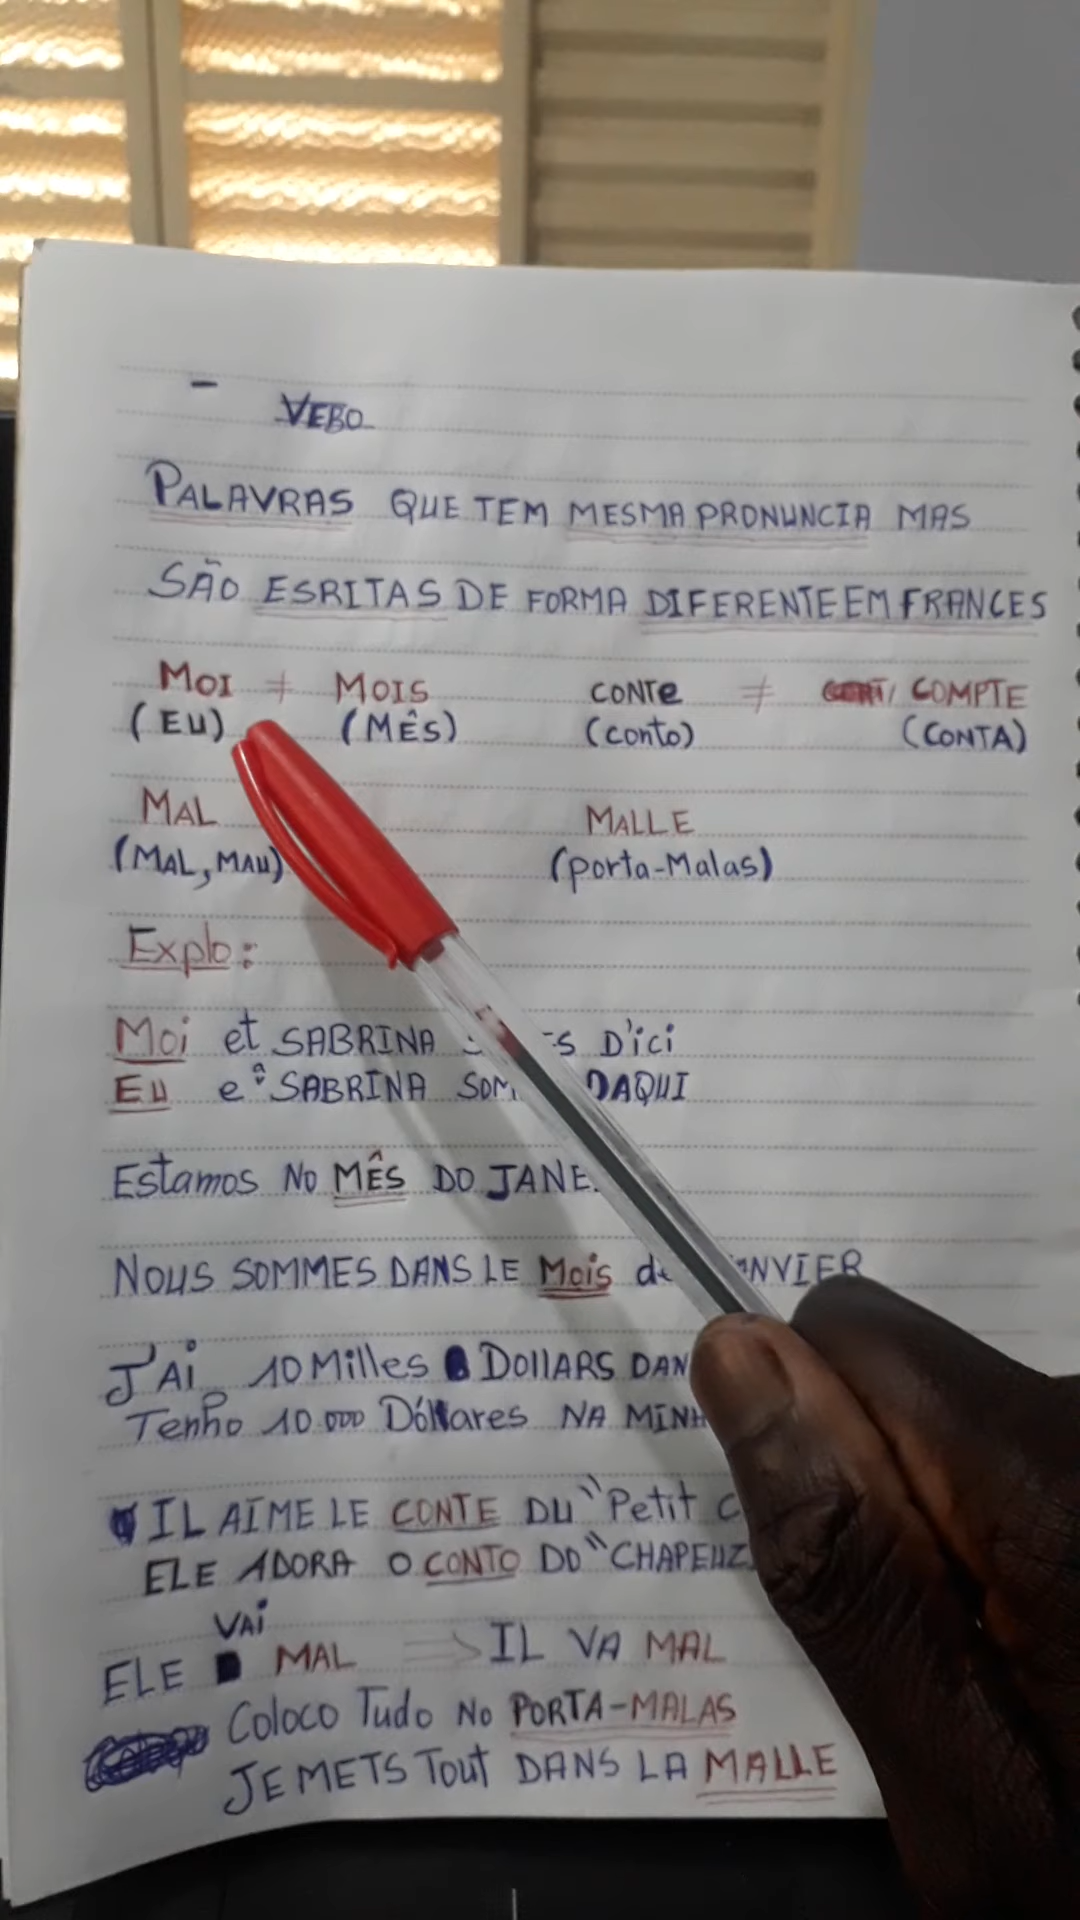 VEBO
PALAVRAS QUE TEM MESMA PRONUNCIA MAS
SÃO ESRITAS DE FORMA DIFERENTE EM FRANCES
MOI ≠ MOIS CONTE ≠ COMPTE
(EU) (MÊS) (conto) (CONTA)
MAL MALLE
(MAL, MAU) (porta-Malas)
Explo:
Moi et SABRINA D'ici
EU e a SABRINA DAQUI
Estamos NO MÊS DO
NOUS SOMMES DANS LE Mois
J'Ai 10 Milles DOllARS
Tenho 10.000 Dóllares NA
IL AIME LE CONTE DU "Petit
ELE ADORA O CONTO DO
VAi
ELE MAL ⇒ IL VA MAL
Coloco Tudo NO PORTA-MALAS
JE METS TOUT DANS LA MALLE